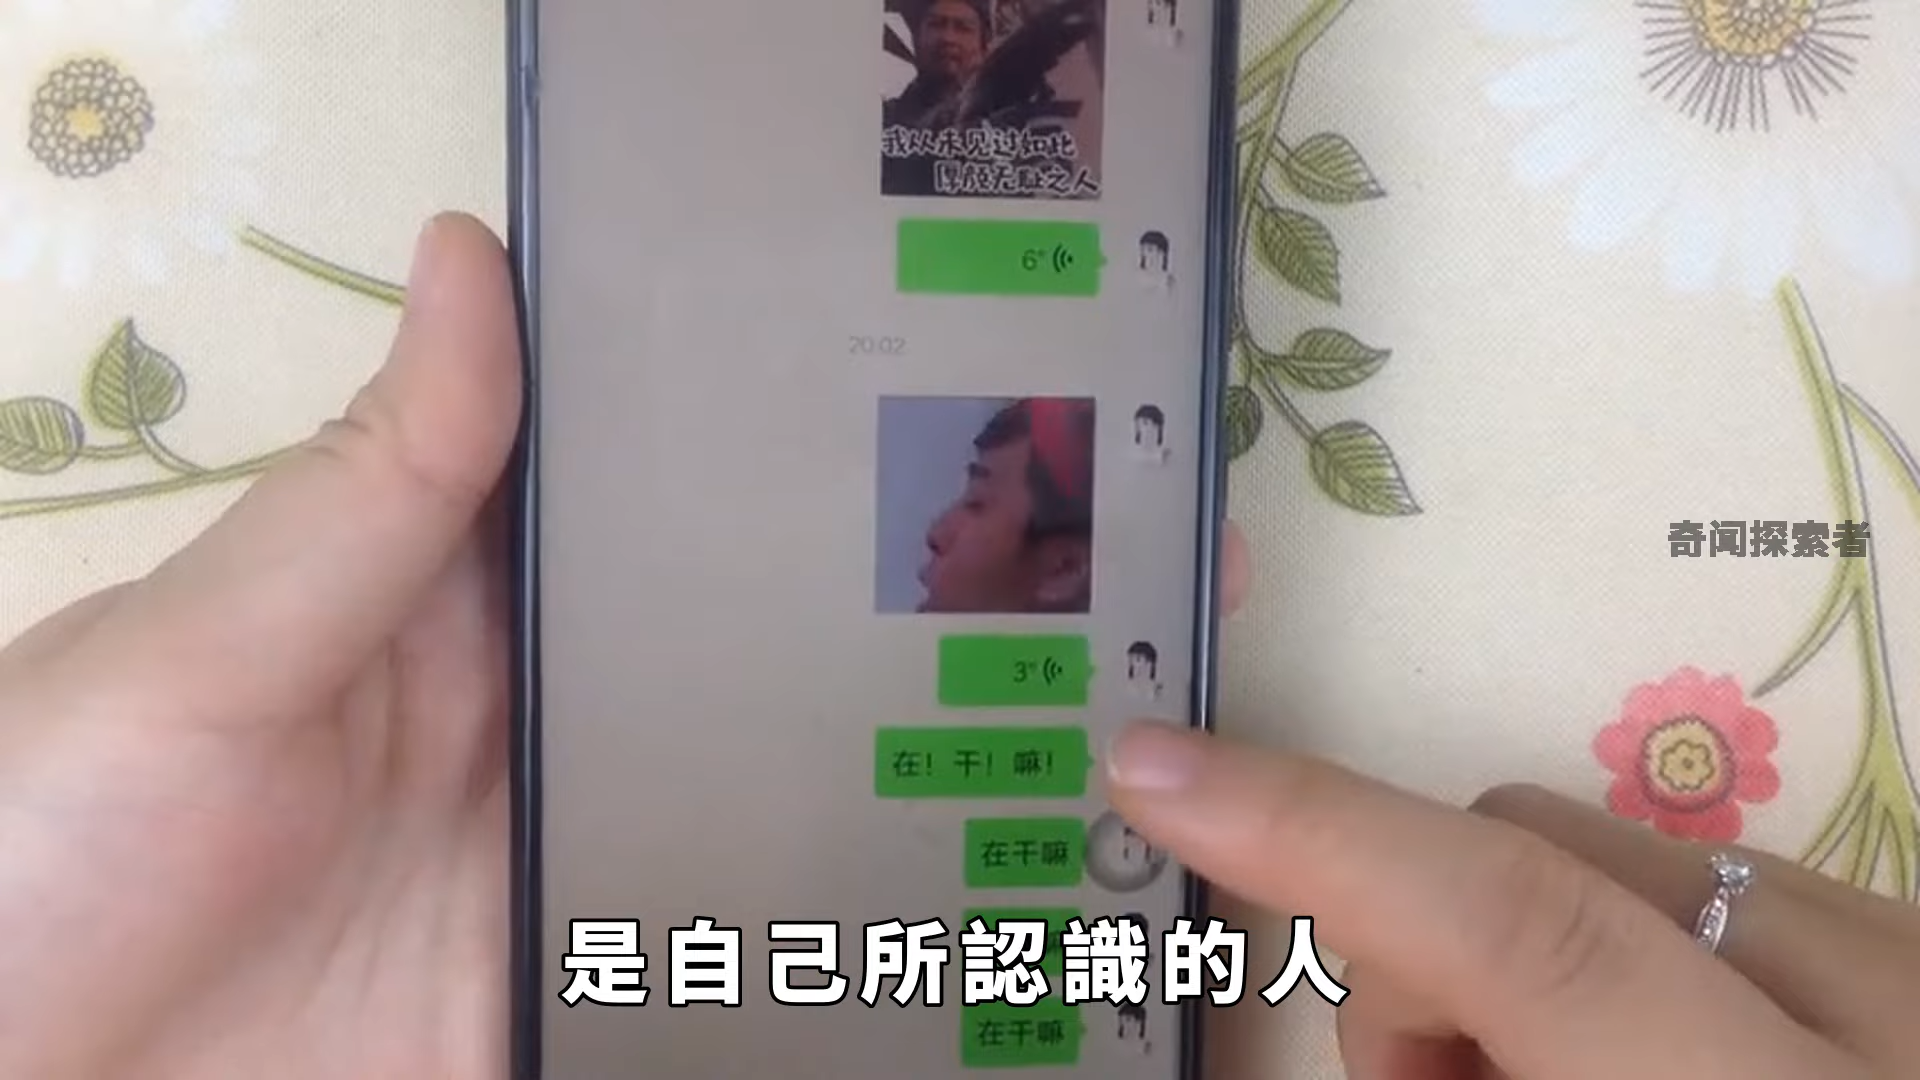 我从未见过如此
厚颜无耻之人
6"
20:02
奇闻探索者
3"
在！干！嘛！
在干嘛
是自己所認識的人
在干嘛